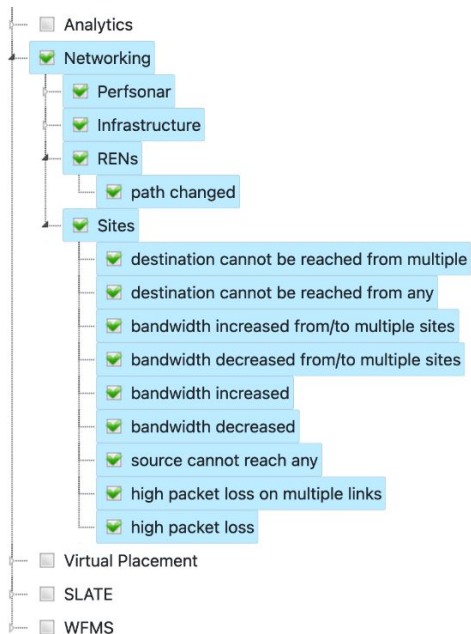 Analytics
Networking
Perfsonar
Infrastructure
RENs
path changed
Sites
destination cannot be reached from multiple
destination cannot be reached from any
bandwidth increased from/to multiple sites
bandwidth decreased from/to multiple sites
bandwidth increased
bandwidth decreased
source cannot reach any
high packet loss on multiple links
high packet loss
Virtual Placement
SLATE
WFMS